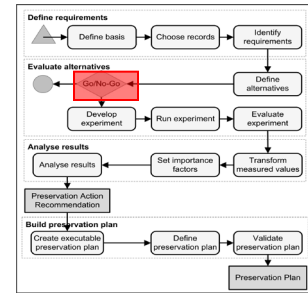 Define requirements
Define basis
Choose records
Identify
requirements
Evaluate alternatives
Go/No-Go
Define
alternatives
Develop
experiment
Run experiment
Evaluate
experiment
Analyse results
Analyse results
Set importance
factors
Transform
measured values
Preservation Action
Recommendation
Build preservation plan
Create executable
preservation plan
Define
preservation plan
Validate
preservation plan
Preservation Plan